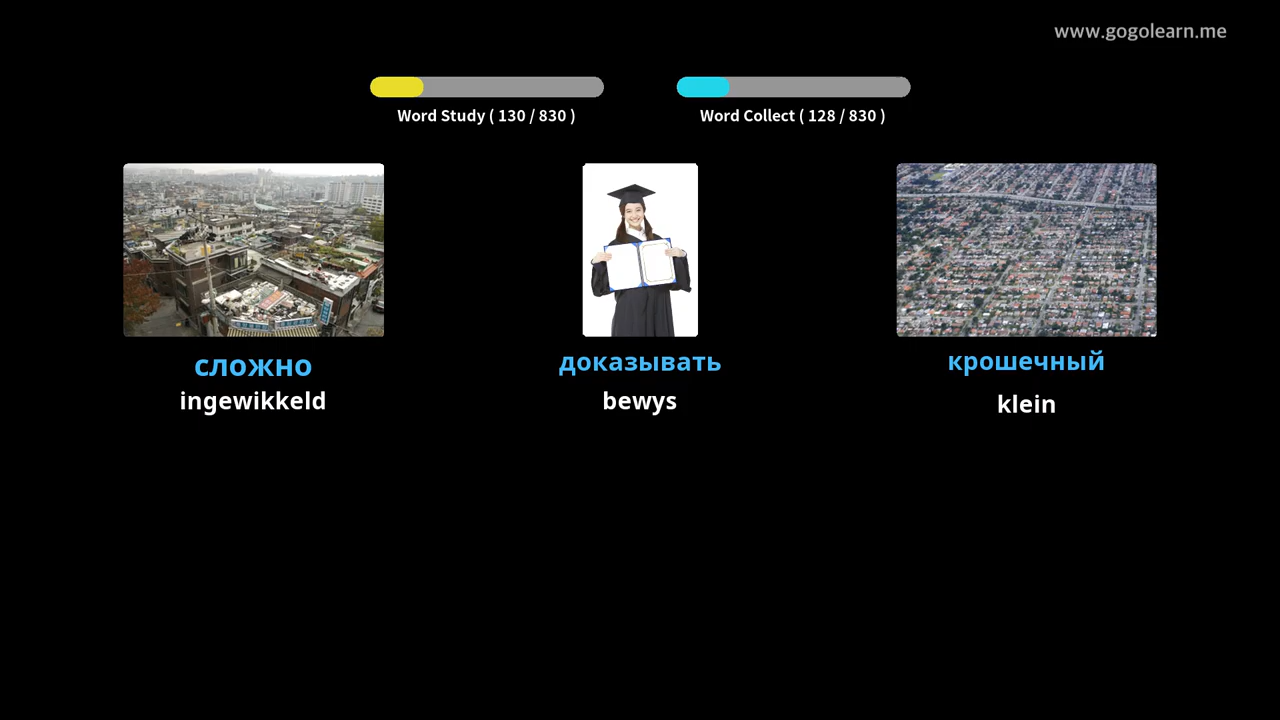 www.gogolearn.me
Word Study ( 130 / 830 )
Word Collect ( 128 / 830 )
сложно
ingewikkeld
доказывать
bewys
крошечный
klein